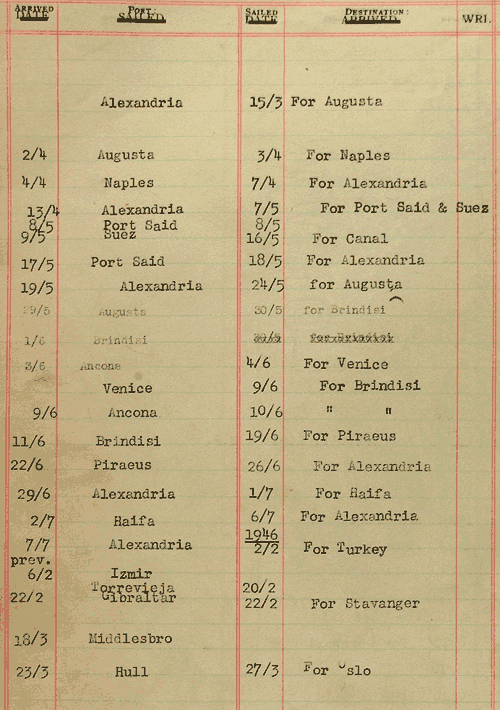 ARRIVED DATE PORT: SAILED SAILED DATE DESTINATION: ARRIVED WRI
Alexandria 15/3 For Augusta
2/4 Augusta 3/4 For Naples
4/4 Naples 7/4 For Alexandria
13/4 Alexandria 7/5 For Port Said & Suez
8/5 Port Said 8/5
9/5 Suez 16/5 For Canal
17/5 Port Said 18/5 For Alexandria
19/5 Alexandria 24/5 for Augusta
29/5 Augusta 30/5 for Brindisi
1/6 Brindisi 30/5 for Brindisi
3/6 Ancona 4/6 For Venice
Venice 9/6 For Brindisi
9/6 Ancona 10/6 " "
11/6 Brindisi 19/6 For Piraeus
22/6 Piraeus 26/6 For Alexandria
29/6 Alexandria 1/7 For Haifa
2/7 Haifa 6/7 For Alexandria
1946
7/7 Alexandria 2/2 For Turkey
prev.
6/2 Izmir
Torrevieja 20/2
22/2 Gibraltar 22/2 For Stavanger
18/3 Middlesbro
23/3 Hull 27/3 For Oslo